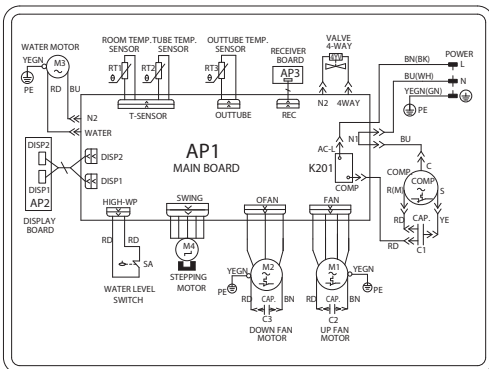 ROOM TEMP. SENSOR
TUBE TEMP. SENSOR
OUTTUBE TEMP. SENSOR
RECEIVER BOARD
AP3
VALVE 4-WAY
WATER MOTOR
YEGN
M3
PE
RD
BU
RT1
θ
RT2
θ
RT3
θ
T-SENSOR
OUTTUBE
REC
N2
4WAY
BN(BK)
POWER
L
BU(WH)
N
YEGN(GN)
PE
N2
WATER
AP1
MAIN BOARD
AC-L
K201
COMP
N1
BU
C
COMP.
COMP
R(M)
S
RD
CAP.
YE
C1
RD
DISP2
DISP1
AP2
DISPLAY BOARD
DISP2
DISP1
HIGH-WP
RD
RD
SA
WATER LEVEL SWITCH
SWING
M4
STEPPING MOTOR
OFAN
YEGN
M2
PE
RD
CAP.
BN
C3
DOWN FAN MOTOR
FAN
M1
YEGN
PE
RD
CAP.
BN
C2
UP FAN MOTOR